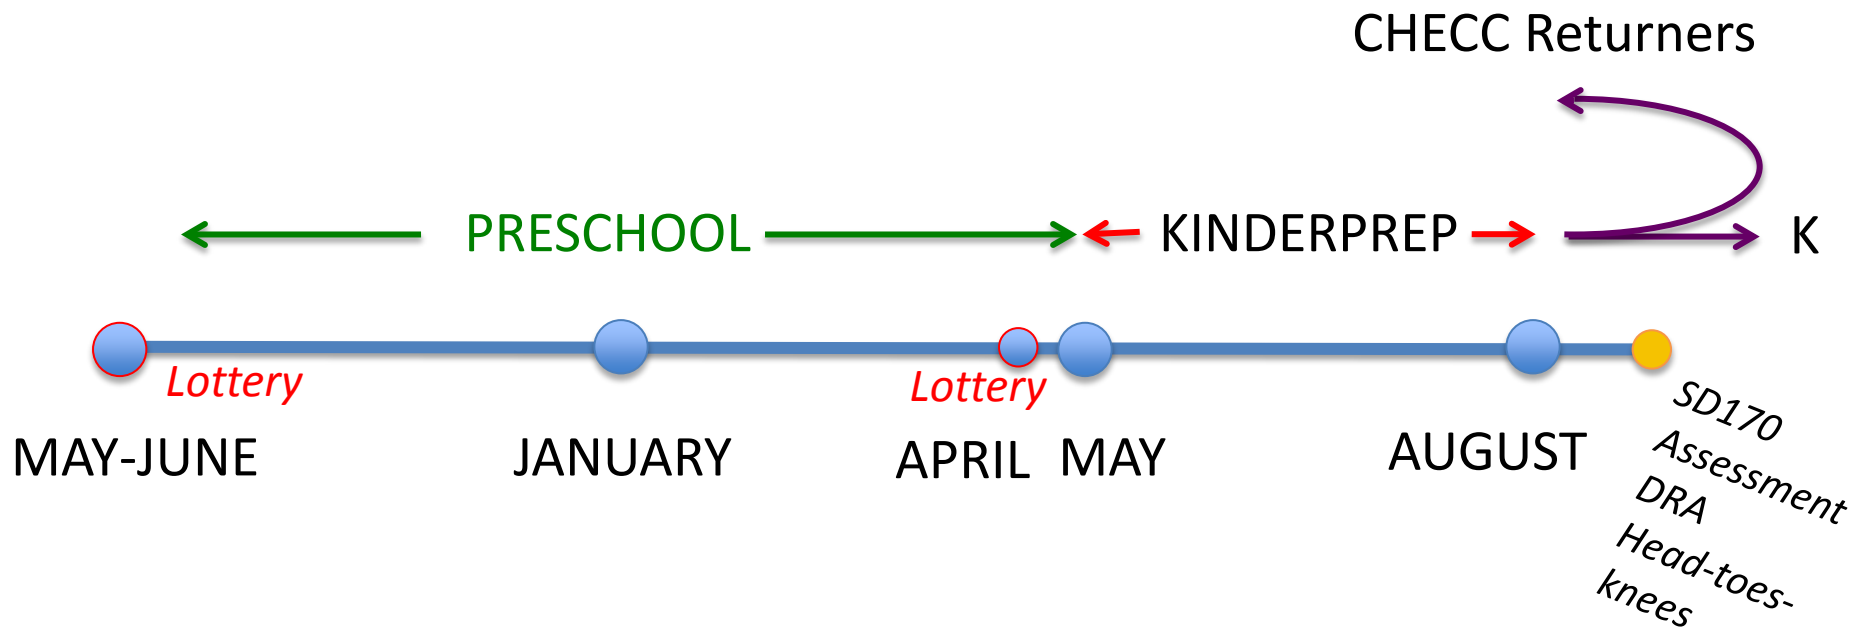 CHECC Returners
PRESCHOOL
KINDERPREP
K
Lottery
Lottery
MAY-JUNE
JANUARY
APRIL
MAY
AUGUST
SD170
Assessment
DRA
Head-toes-
knees